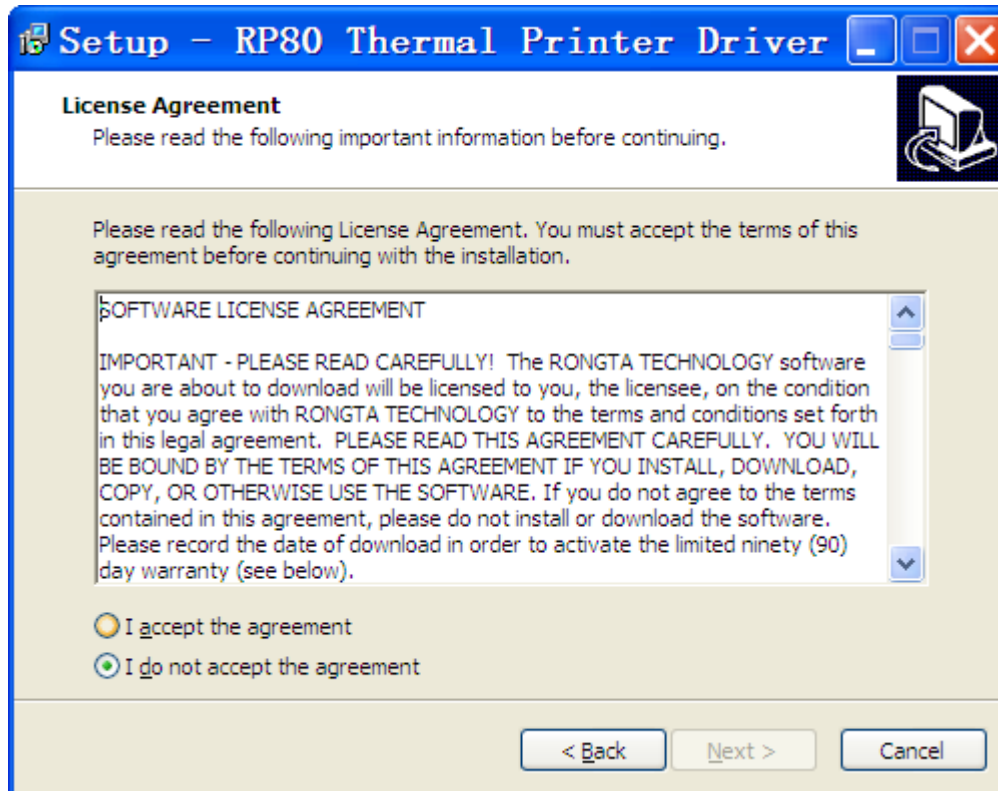 Setup - RP80 Thermal Printer Driver
License Agreement
Please read the following important information before continuing.
Please read the following License Agreement. You must accept the terms of this
agreement before continuing with the installation.
SOFTWARE LICENSE AGREEMENT
IMPORTANT - PLEASE READ CAREFULLY!  The RONGTA TECHNOLOGY software
you are about to download will be licensed to you, the licensee, on the condition
that you agree with RONGTA TECHNOLOGY to the terms and conditions set forth
in this legal agreement.  PLEASE READ THIS AGREEMENT CAREFULLY.  YOU WILL
BE BOUND BY THE TERMS OF THIS AGREEMENT IF YOU INSTALL, DOWNLOAD,
COPY, OR OTHERWISE USE THE SOFTWARE. If you do not agree to the terms
contained in this agreement, please do not install or download the software.
Please record the date of download in order to activate the limited ninety (90)
day warranty (see below).
I accept the agreement
I do not accept the agreement
< Back
Next >
Cancel